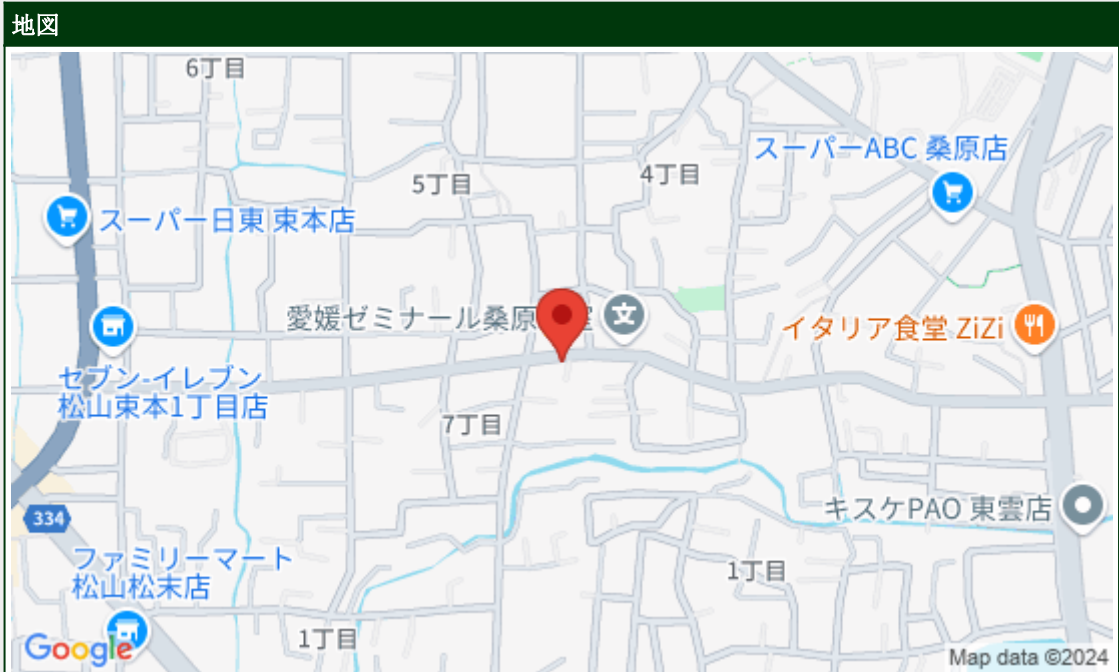 地図
6丁目
スーパーABC 桑原店
4丁目
5丁目
スーパー日東 束本店
愛媛ゼミナール桑原 室
文
イタリア食堂 ZiZi
セブン-イレブン
松山束本1丁目店
7丁目
キスケPAO 東雲店
334
ファミリーマート
松山松末店
1丁目
1丁目
Google
Map data ©2024